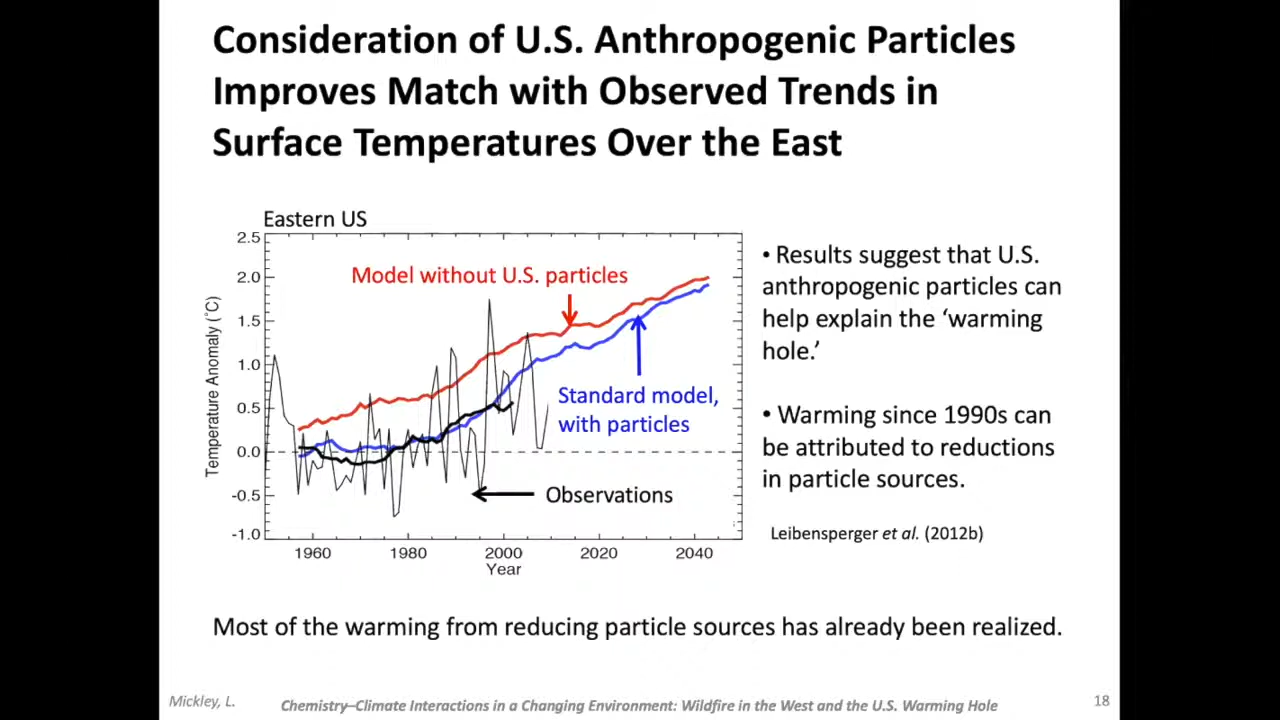 Consideration of U.S. Anthropogenic Particles
Improves Match with Observed Trends in
Surface Temperatures Over the East
Eastern US
2.5
2.0
1.5
1.0
0.5
0.0
-0.5
-1.0
Temperature Anomaly (°C)
Model without U.S. particles
Standard model,
with particles
Observations
1960
1980
2000
2020
2040
Year
• Results suggest that U.S.
anthropogenic particles can
help explain the ‘warming
hole.’
• Warming since 1990s can
be attributed to reductions
in particle sources.
Leibensperger et al. (2012b)
Most of the warming from reducing particle sources has already been realized.
Mickley, L.
Chemistry–Climate Interactions in a Changing Environment: Wildfire in the West and the U.S. Warming Hole
18